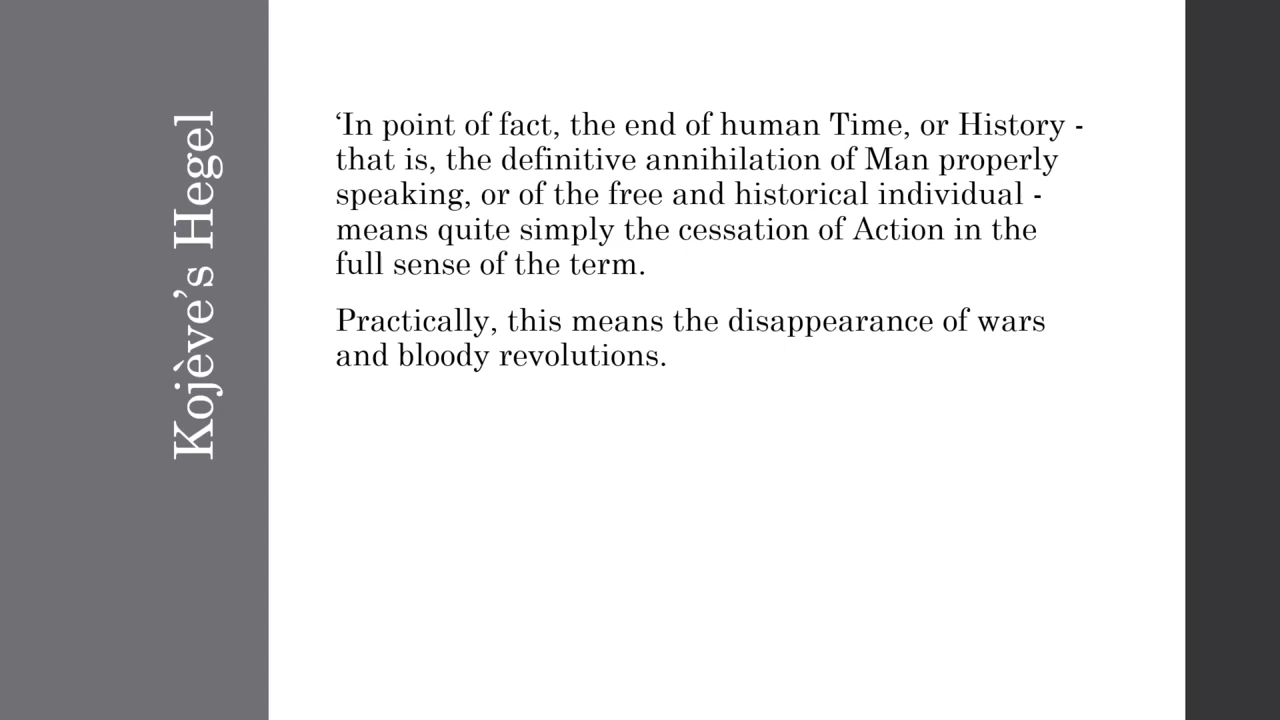 Kojève’s Hegel
‘In point of fact, the end of human Time, or History -
that is, the definitive annihilation of Man properly
speaking, or of the free and historical individual -
means quite simply the cessation of Action in the
full sense of the term.
Practically, this means the disappearance of wars
and bloody revolutions.